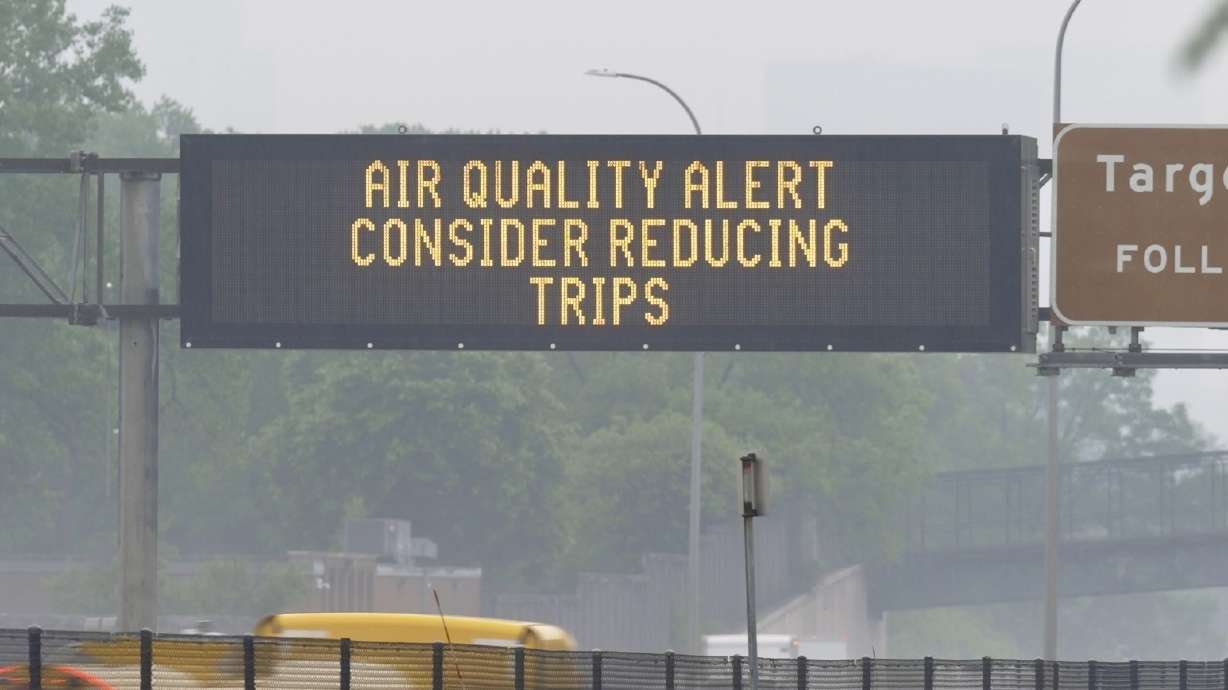 AIR QUALITY ALERT
CONSIDER REDUCING
TRIPS